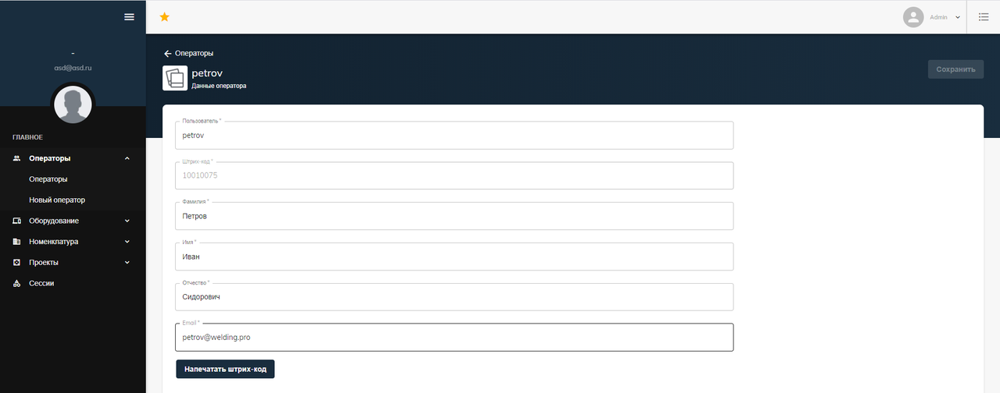 Admin
-
asd@asd.ru
ГЛАВНОЕ
Операторы
Операторы
Новый оператор
Оборудование
Номенклатура
Проекты
Сессии
Операторы
petrov
Данные оператора
Сохранить
Пользователь *
petrov
Штрих-код *
10010075
Фамилия *
Петров
Имя *
Иван
Отчество *
Сидорович
Email *
petrov@welding.pro
Напечатать штрих-код